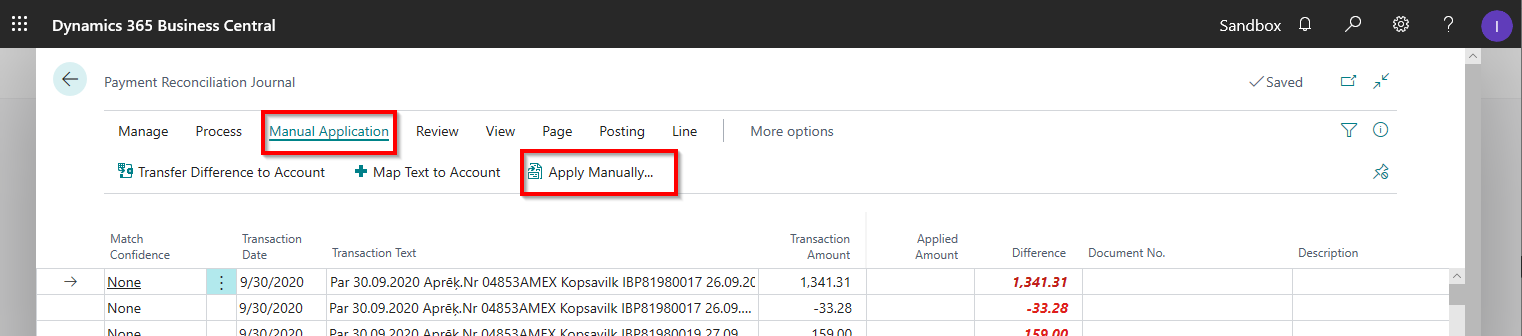 Dynamics 365 Business Central
Sandbox
?
I
Payment Reconciliation Journal
Saved
Manage Process Manual Application Review View Page Posting Line More options
Transfer Difference to Account Map Text to Account Apply Manually...
Match Confidence Transaction Date Transaction Text Transaction Amount Applied Amount Difference Document No. Description
None 9/30/2020 Par 30.09.2020 Aprēķ.Nr 04853AMEX Kopsavilk IBP81980017 26.09.20 1,341.31 1,341.31
None 9/30/2020 Par 30.09.2020 Aprēķ.Nr 04853AMEX Kopsavilk IBP81980017 26.09.... -33.28 -33.28
None 9/30/2020 Par 30.09.2020 Aprēķ.Nr 04853AMEX Kopsavilk IBP81980019 27.09. 159.00 159.00